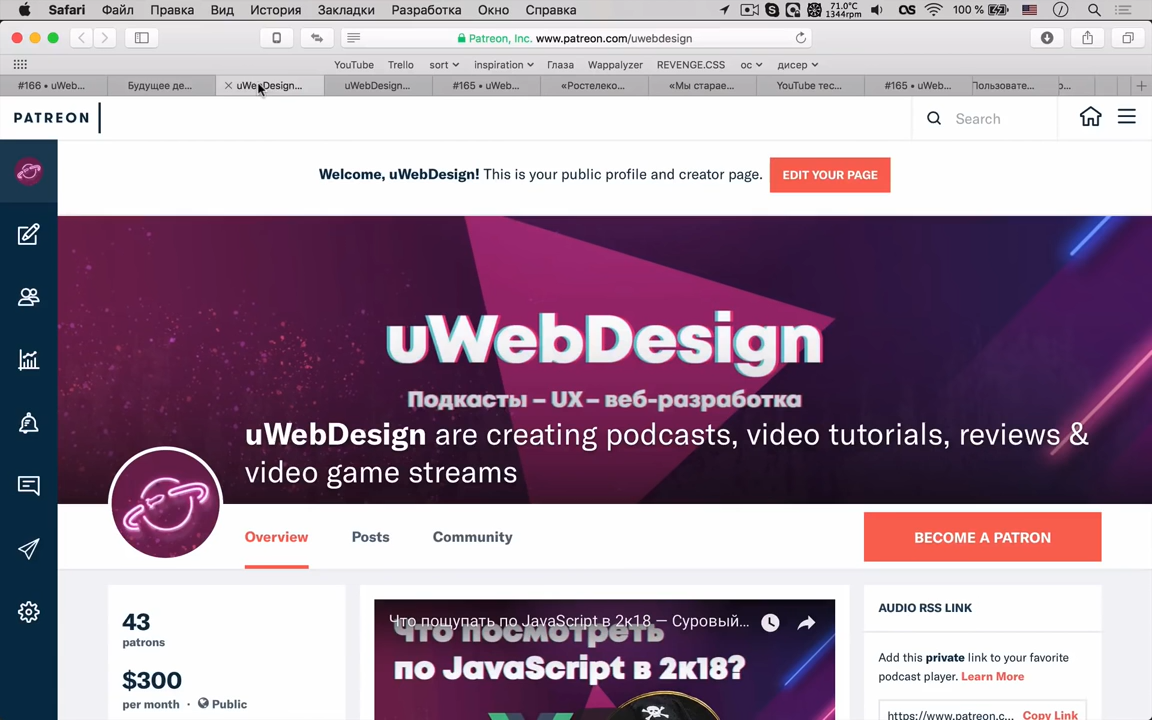 Safari Файл Правка Вид История Закладки Разработка Окно Справка 71.0°C 1344rpm 100 %
Patreon, Inc. www.patreon.com/uwebdesign
YouTube Trello sort inspiration Глаза Wappalyzer REVENGE.CSS ос дисер
#166 • uWeb... Будущее де... uWebDesign... uWebDesign... #165 • uWeb... «Ростелеко... «Мы старае... YouTube тес... #165 • uWeb... Пользовате...
PATREON Search
Welcome, uWebDesign! This is your public profile and creator page. EDIT YOUR PAGE
uWebDesign
Подкасты – UX – веб-разработка
uWebDesign are creating podcasts, video tutorials, reviews &
video game streams
Overview Posts Community BECOME A PATRON
43
patrons
$300
per month · Public
Что пощупать по JavaScript в 2к18 — Суровый...
Что посмотреть
по JavaScript в 2к18?
AUDIO RSS LINK
Add this private link to your favorite
podcast player. Learn More
https://www.patreon.c... Copy Link